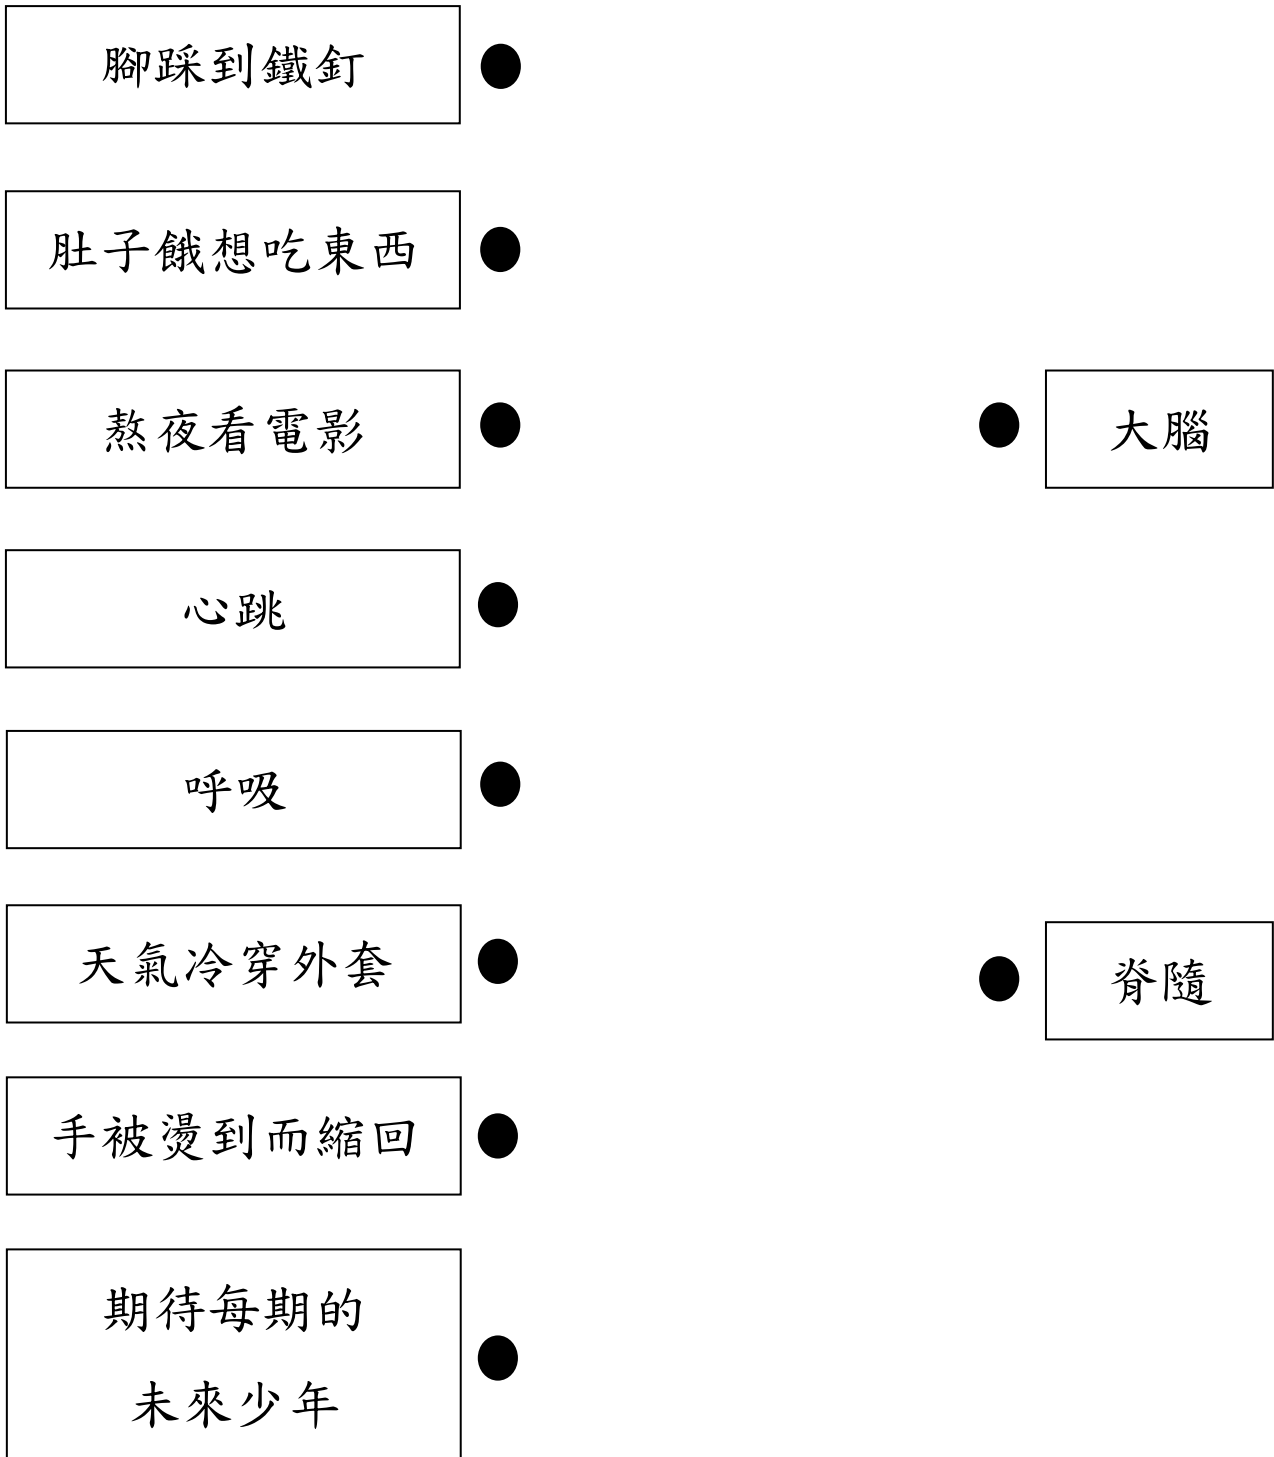 腳踩到鐵釘
肚子餓想吃東西
熬夜看電影
大腦
心跳
呼吸
天氣冷穿外套
脊隨
手被燙到而縮回
期待每期的
未來少年